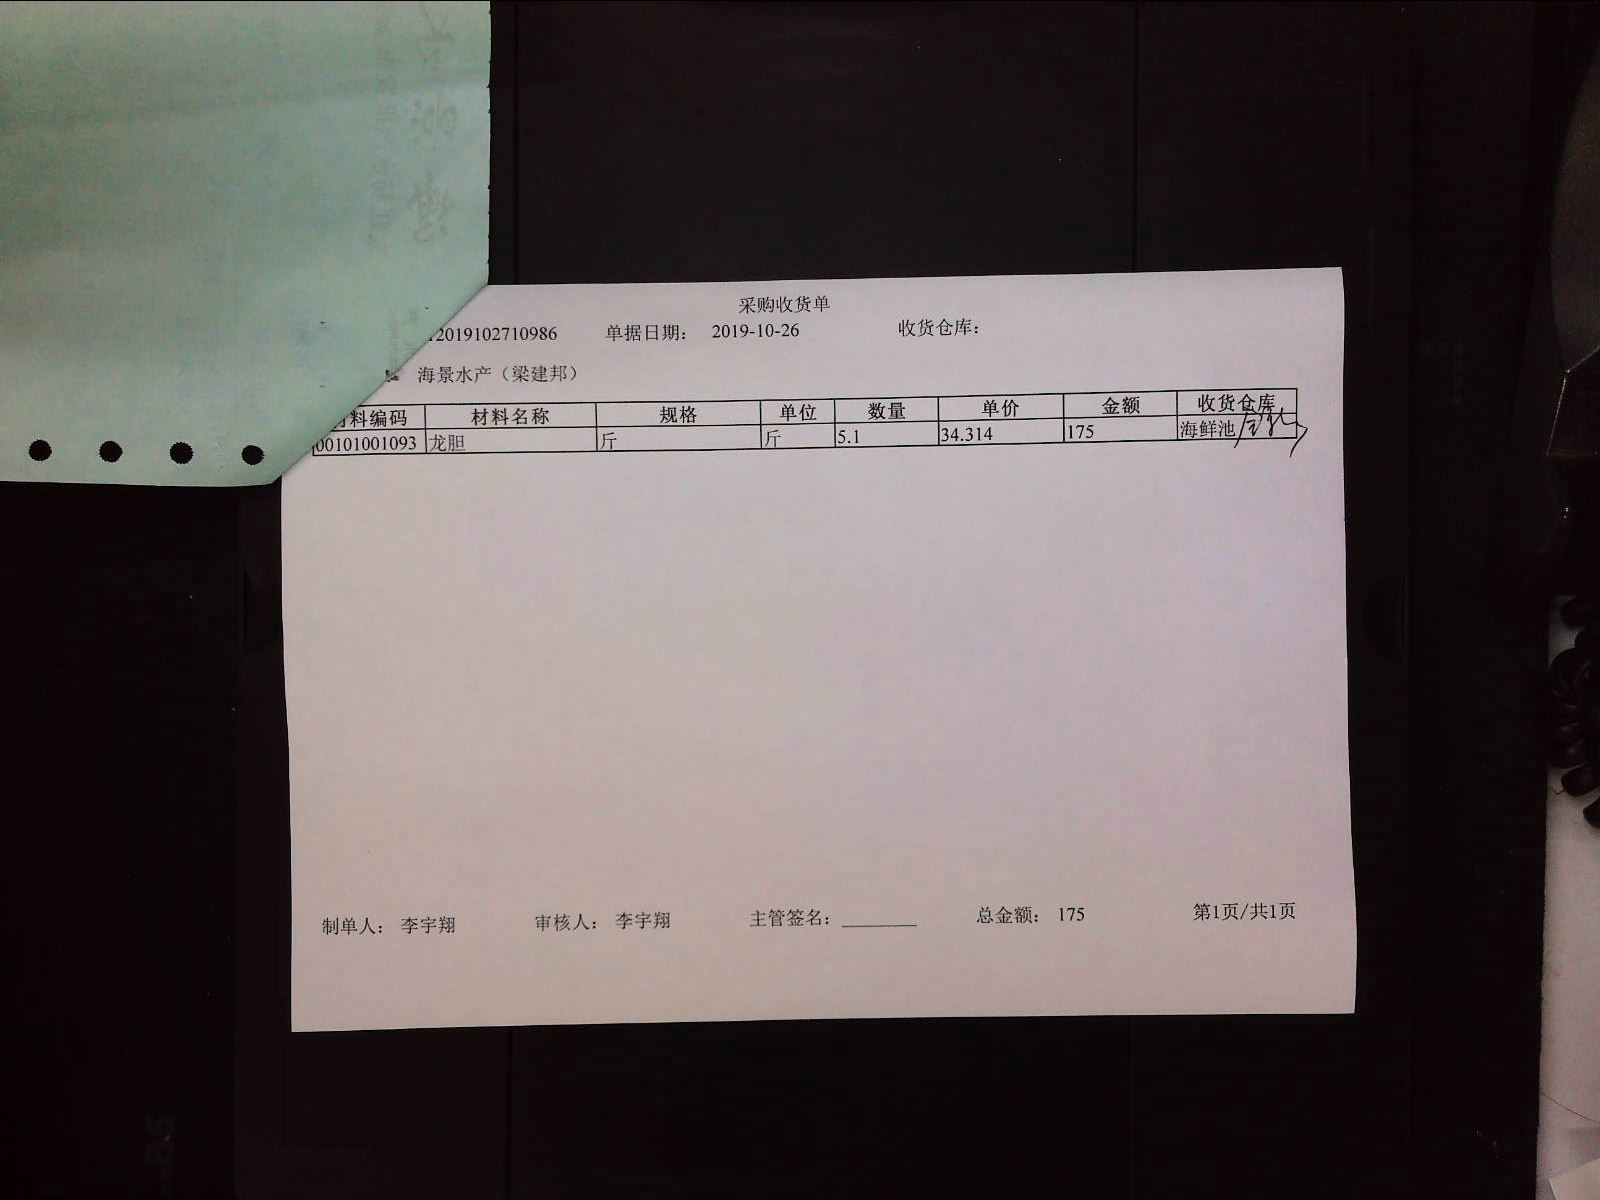 采购收货单
2019102710986 单据日期： 2019-10-26 收货仓库：
海景水产（梁建邦）
材料编码 材料名称 规格 单位 数量 单价 金额 收货仓库
00101001093 龙胆 斤 斤 5.1 34.314 175 海鲜池
制单人： 李宇翔 审核人： 李宇翔 主管签名： ________ 总金额： 175 第1页/共1页